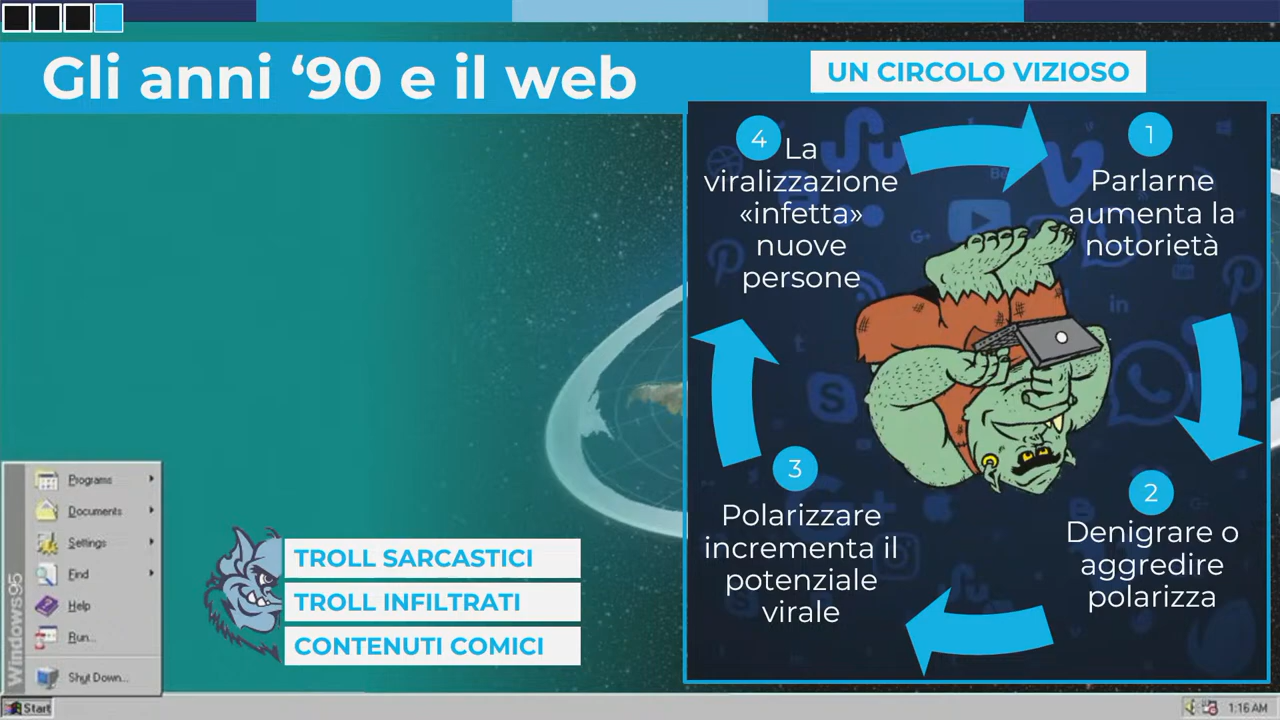 Gli anni ‘90 e il web
UN CIRCOLO VIZIOSO
1
Parlarne
aumenta la
notorietà
2
Denigrare o
aggredire
polarizza
3
Polarizzare
incrementa il
potenziale
virale
4
La
viralizzazione
«infetta»
nuove
persone
TROLL SARCASTICI
TROLL INFILTRATI
CONTENUTI COMICI
Windows95
Programs
Documents
Settings
Find
Help
Run...
Shut Down...
Start
1:16 AM